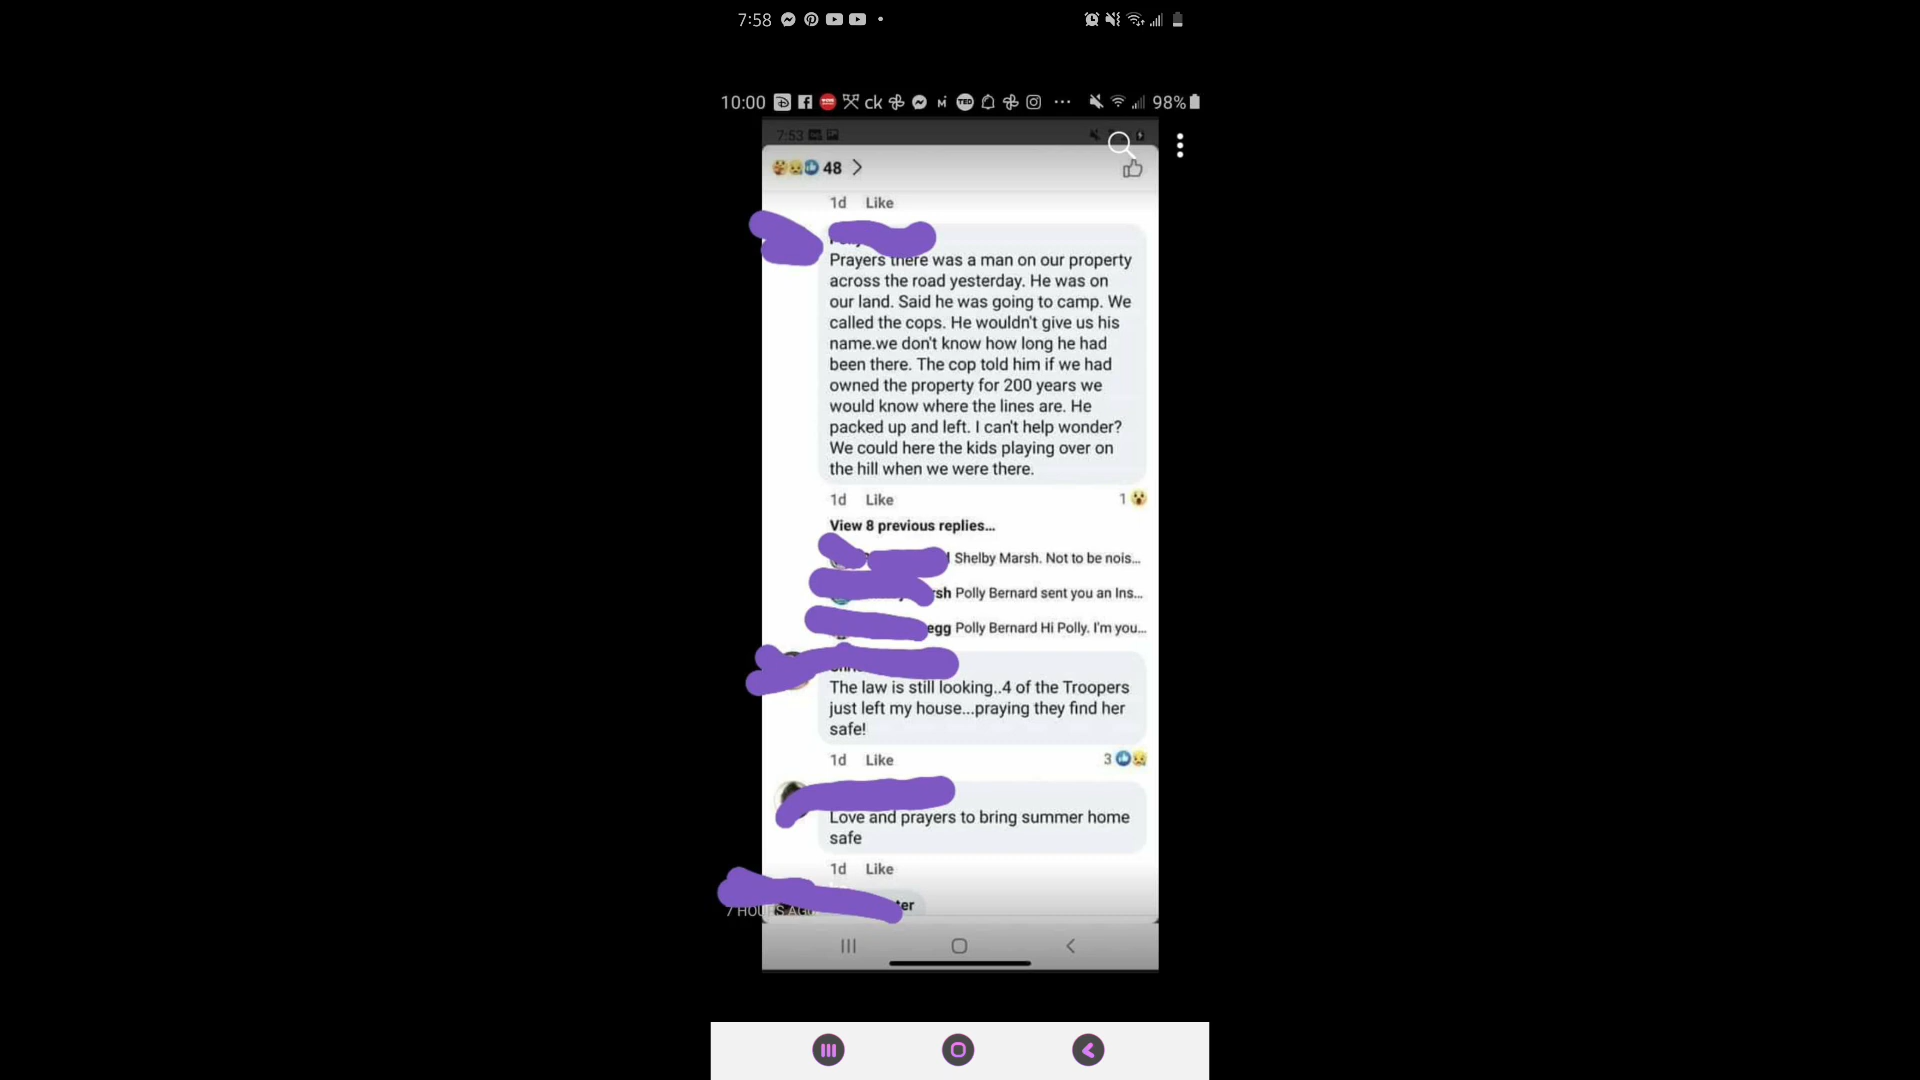 7:58
10:00 ck TED 98%
7:53
48
1d Like
Prayers there was a man on our property
across the road yesterday. He was on
our land. Said he was going to camp. We
called the cops. He wouldn't give us his
name.we don't know how long he had
been there. The cop told him if we had
owned the property for 200 years we
would know where the lines are. He
packed up and left. I can't help wonder?
We could here the kids playing over on
the hill when we were there.
1d Like 1
View 8 previous replies...
Shelby Marsh. Not to be nois...
sh Polly Bernard sent you an Ins...
egg Polly Bernard Hi Polly. I'm you...
The law is still looking..4 of the Troopers
just left my house...praying they find her
safe!
1d Like 3
Love and prayers to bring summer home
safe
1d Like
7 HOURS AGO
ter